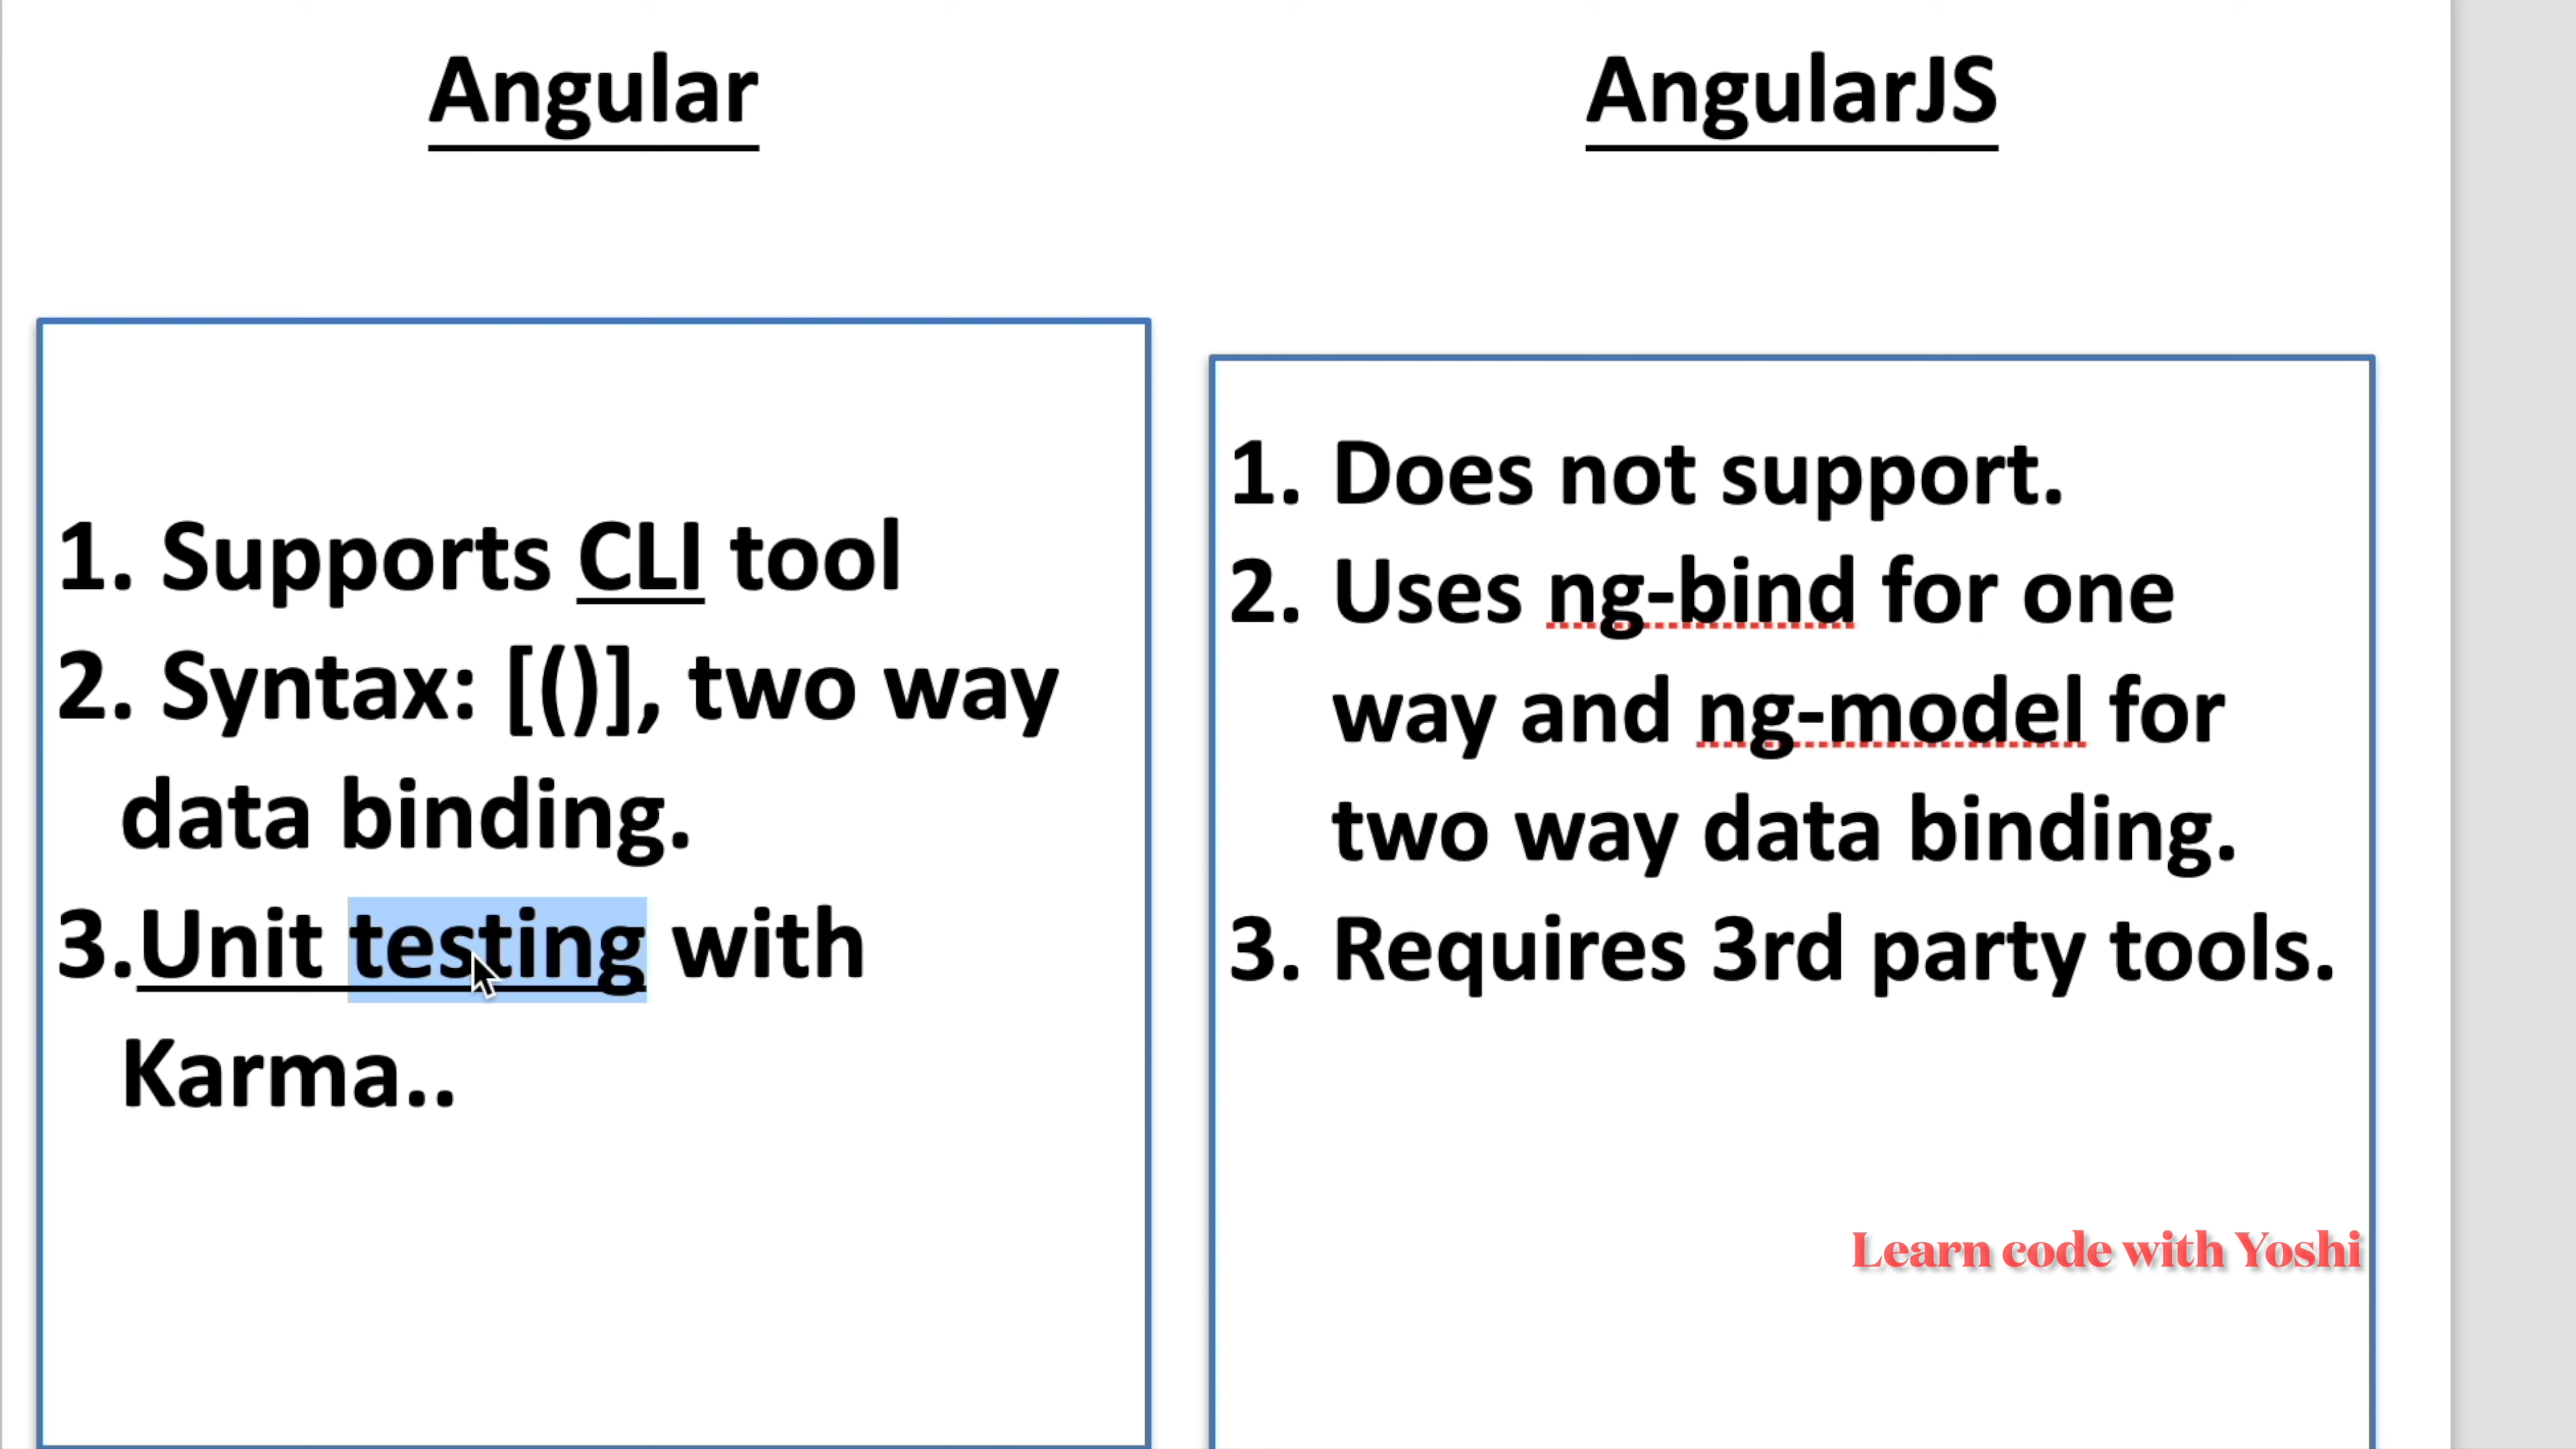 Angular
1. Supports CLI tool
2. Syntax: [()], two way
data binding.
3.Unit testing with
Karma..
AngularJS
1. Does not support.
2. Uses ng-bind for one
way and ng-model for
two way data binding.
3. Requires 3rd party tools.
Learn code with Yoshi